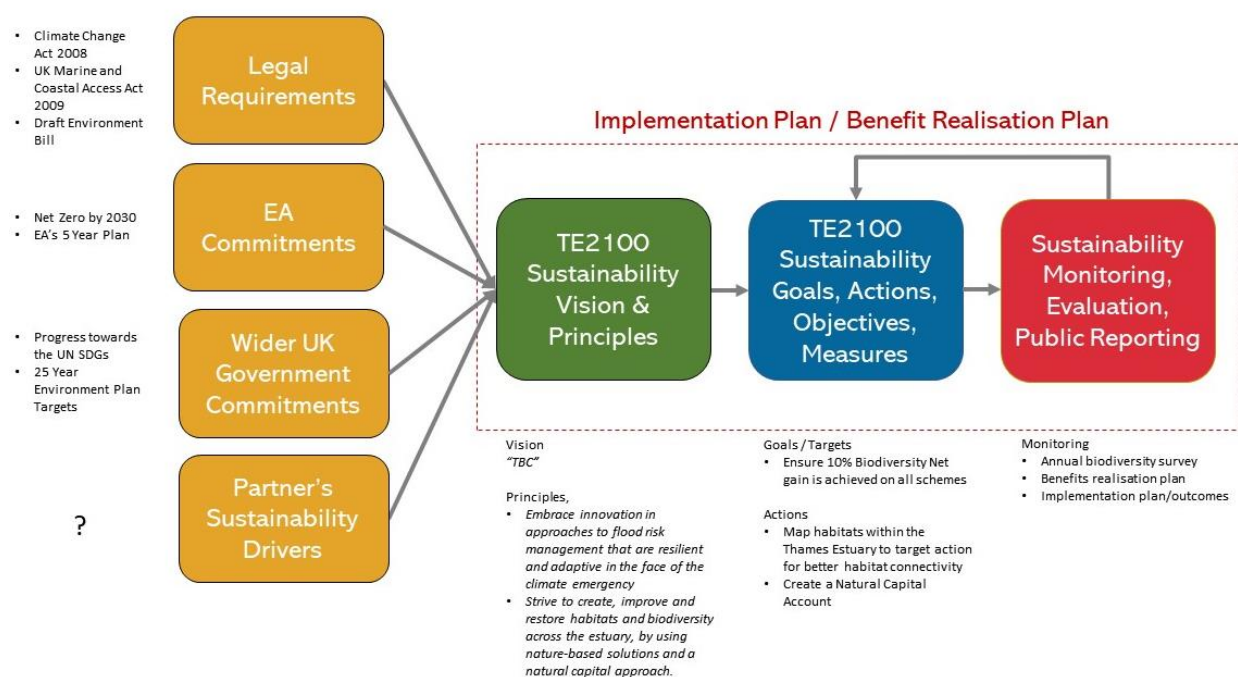 • Climate Change
Act 2008
• UK Marine and
Coastal Access Act
2009
• Draft Environment
Bill
Legal
Requirements
• Net Zero by 2030
• EA's 5 Year Plan
EA
Commitments
• Progress towards
the UN SDGs
• 25 Year
Environment Plan
Targets
Wider UK
Government
Commitments
?
Partner's
Sustainability
Drivers
Implementation Plan / Benefit Realisation Plan
TE2100
Sustainability
Vision &
Principles
TE2100
Sustainability
Goals, Actions,
Objectives,
Measures
Sustainability
Monitoring,
Evaluation,
Public Reporting
Vision
"TBC"
Principles,
• Embrace innovation in
approaches to flood risk
management that are resilient
and adaptive in the face of the
climate emergency
• Strive to create, improve and
restore habitats and biodiversity
across the estuary, by using
nature-based solutions and a
natural capital approach.
Goals/Targets
• Ensure 10% Biodiversity Net
gain is achieved on all schemes
Actions
• Map habitats within the
Thames Estuary to target action
for better habitat connectivity
• Create a Natural Capital
Account
Monitoring
• Annual biodiversity survey
• Benefits realisation plan
• Implementation plan/outcomes